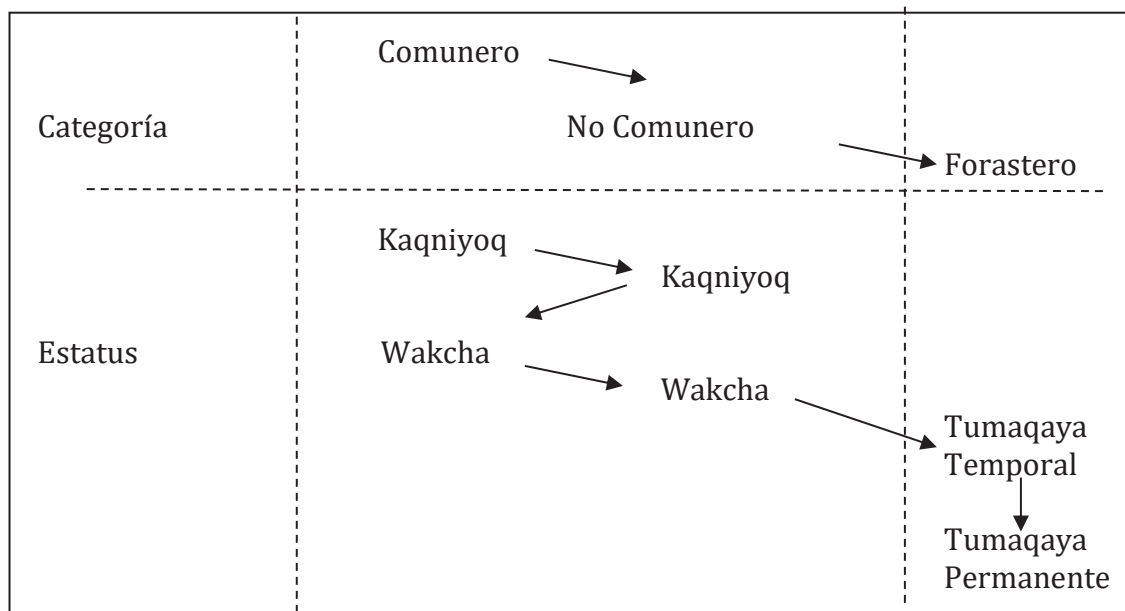 Comunero
Categoría
No Comunero
Forastero
Kaqniyoq
Kaqniyoq
Estatus
Wakcha
Wakcha
Tumaqaya
Temporal
Tumaqaya
Permanente